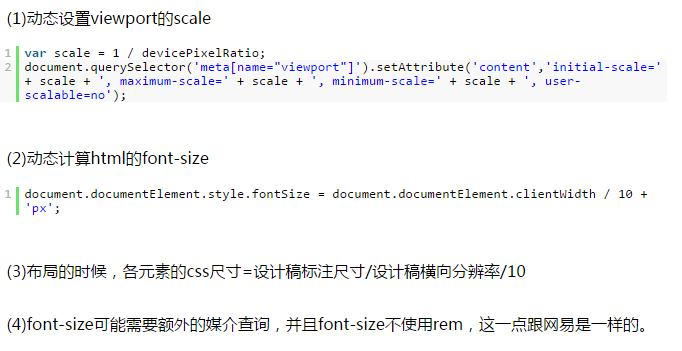 (1)动态设置viewport的scale
1 var scale = 1 / devicePixelRatio;
2 document.querySelector('meta[name="viewport"]').setAttribute('content','initial-scale='
+ scale + ', maximum-scale=' + scale + ', minimum-scale=' + scale + ', user-
scalable=no');
(2)动态计算html的font-size
1 document.documentElement.style.fontSize = document.documentElement.clientWidth / 10 +
'px';
(3)布局的时候，各元素的css尺寸=设计稿标注尺寸/设计稿横向分辨率/10
(4)font-size可能需要额外的媒介查询，并且font-size不使用rem，这一点跟网易是一样的。